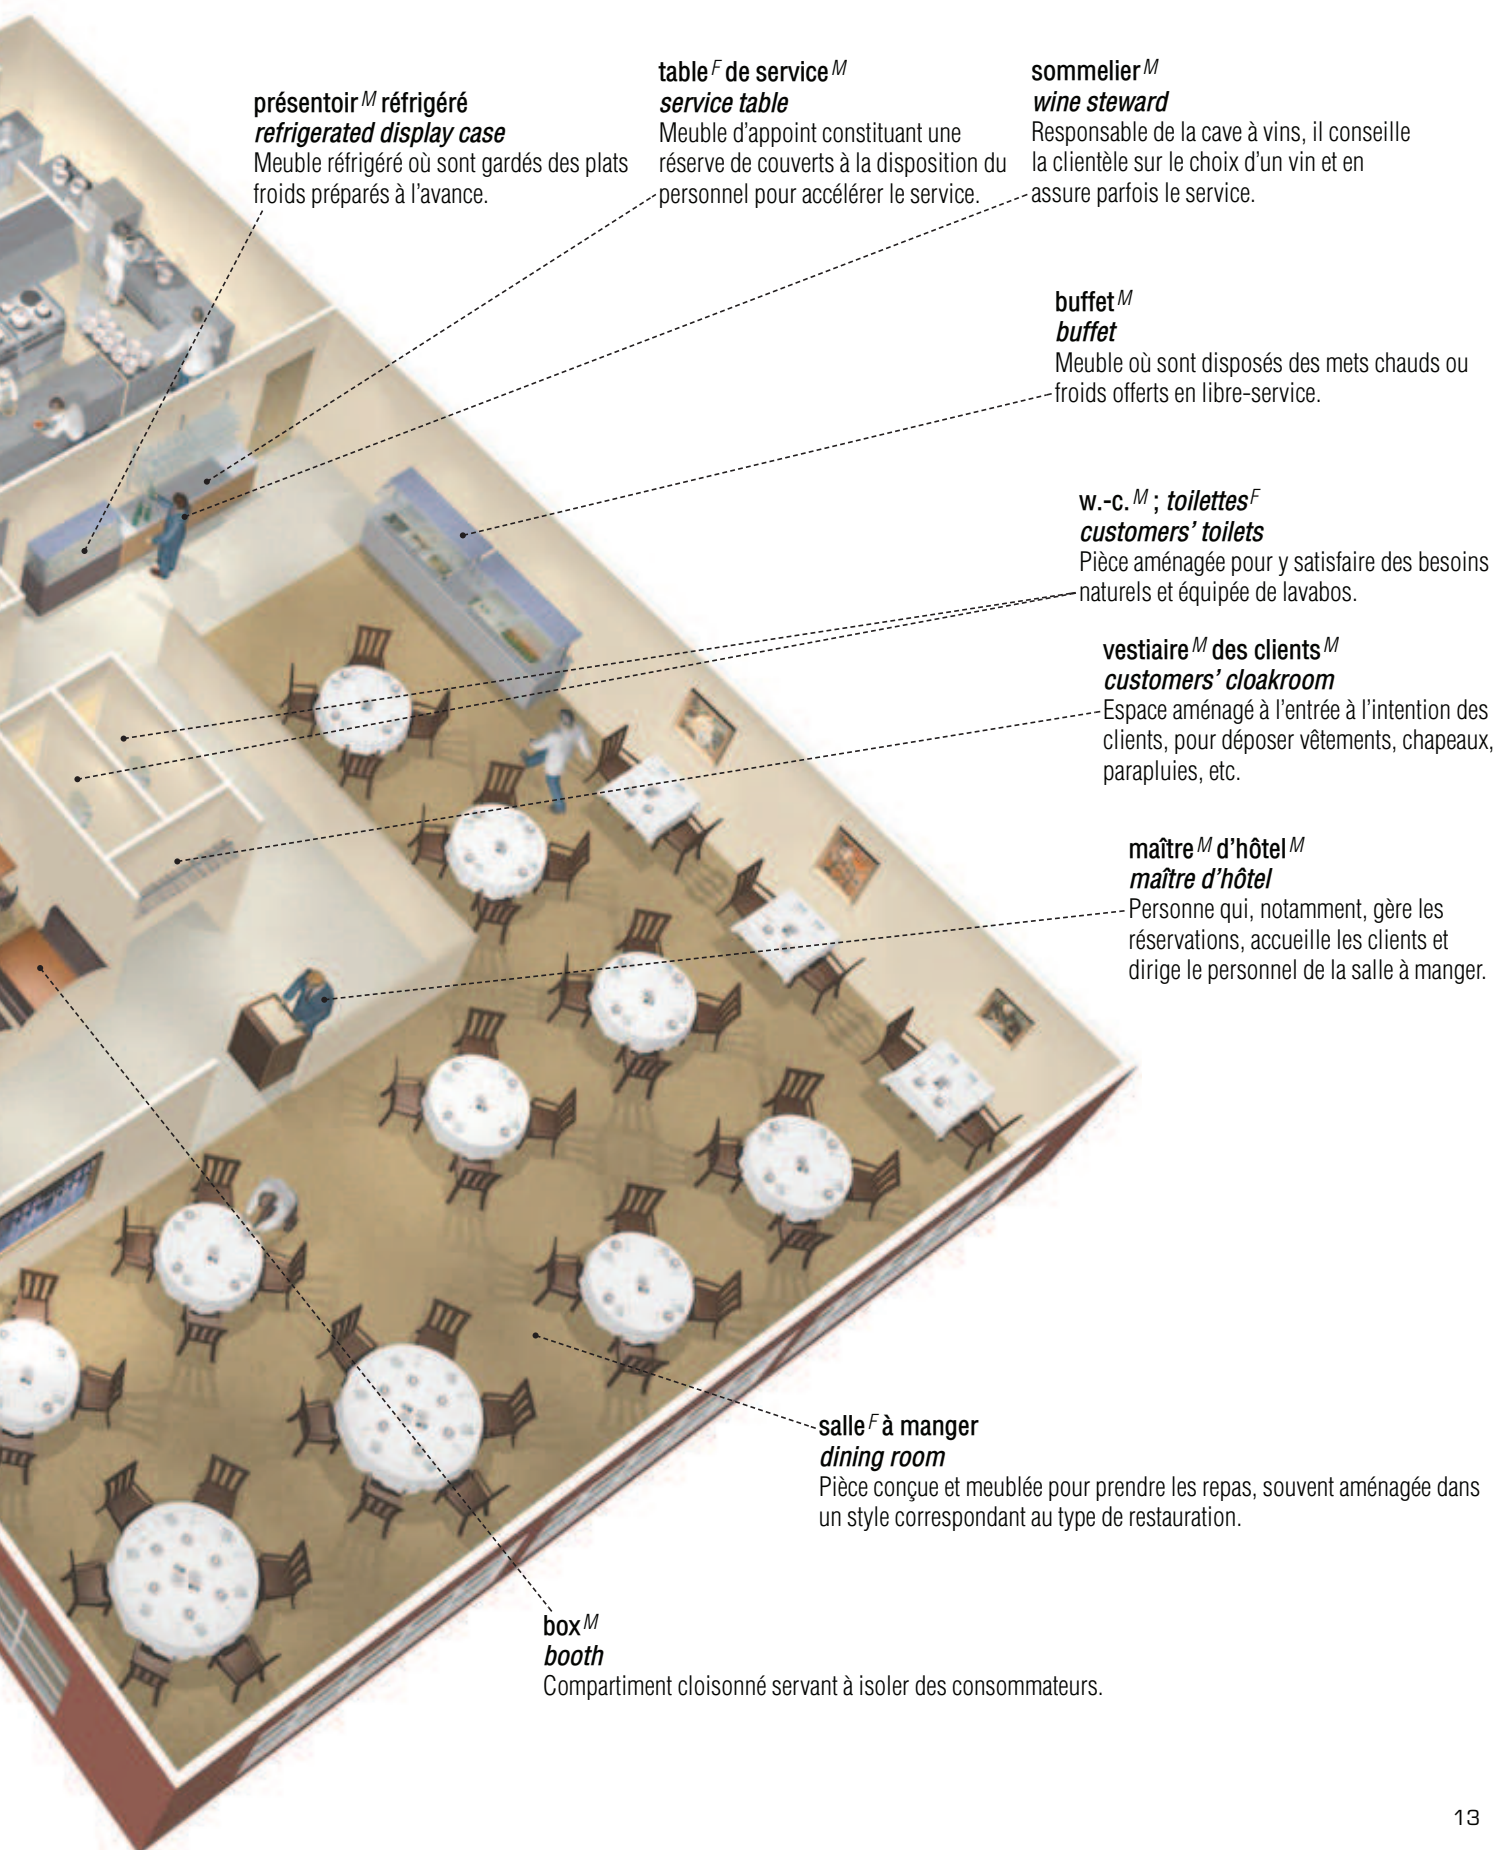 présentoir M réfrigéré
refrigerated display case
Meuble réfrigéré où sont gardés des plats
froids préparés à l'avance.
table F de service M
service table
Meuble d'appoint constituant une
réserve de couverts à la disposition du
personnel pour accélérer le service.
sommelier M
wine steward
Responsable de la cave à vins, il conseille
la clientèle sur le choix d'un vin et en
assure parfois le service.
buffet M
buffet
Meuble où sont disposés des mets chauds ou
froids offerts en libre-service.
w.-c. M ; toilettes F
customers' toilets
Pièce aménagée pour y satisfaire des besoins
naturels et équipée de lavabos.
vestiaire M des clients M
customers' cloakroom
Espace aménagé à l'entrée à l'intention des
clients, pour déposer vêtements, chapeaux,
parapluies, etc.
maître M d'hôtel M
maître d'hôtel
Personne qui, notamment, gère les
réservations, accueille les clients et
dirige le personnel de la salle à manger.
salle F à manger
dining room
Pièce conçue et meublée pour prendre les repas, souvent aménagée dans
un style correspondant au type de restauration.
box M
booth
Compartiment cloisonné servant à isoler des consommateurs.
13